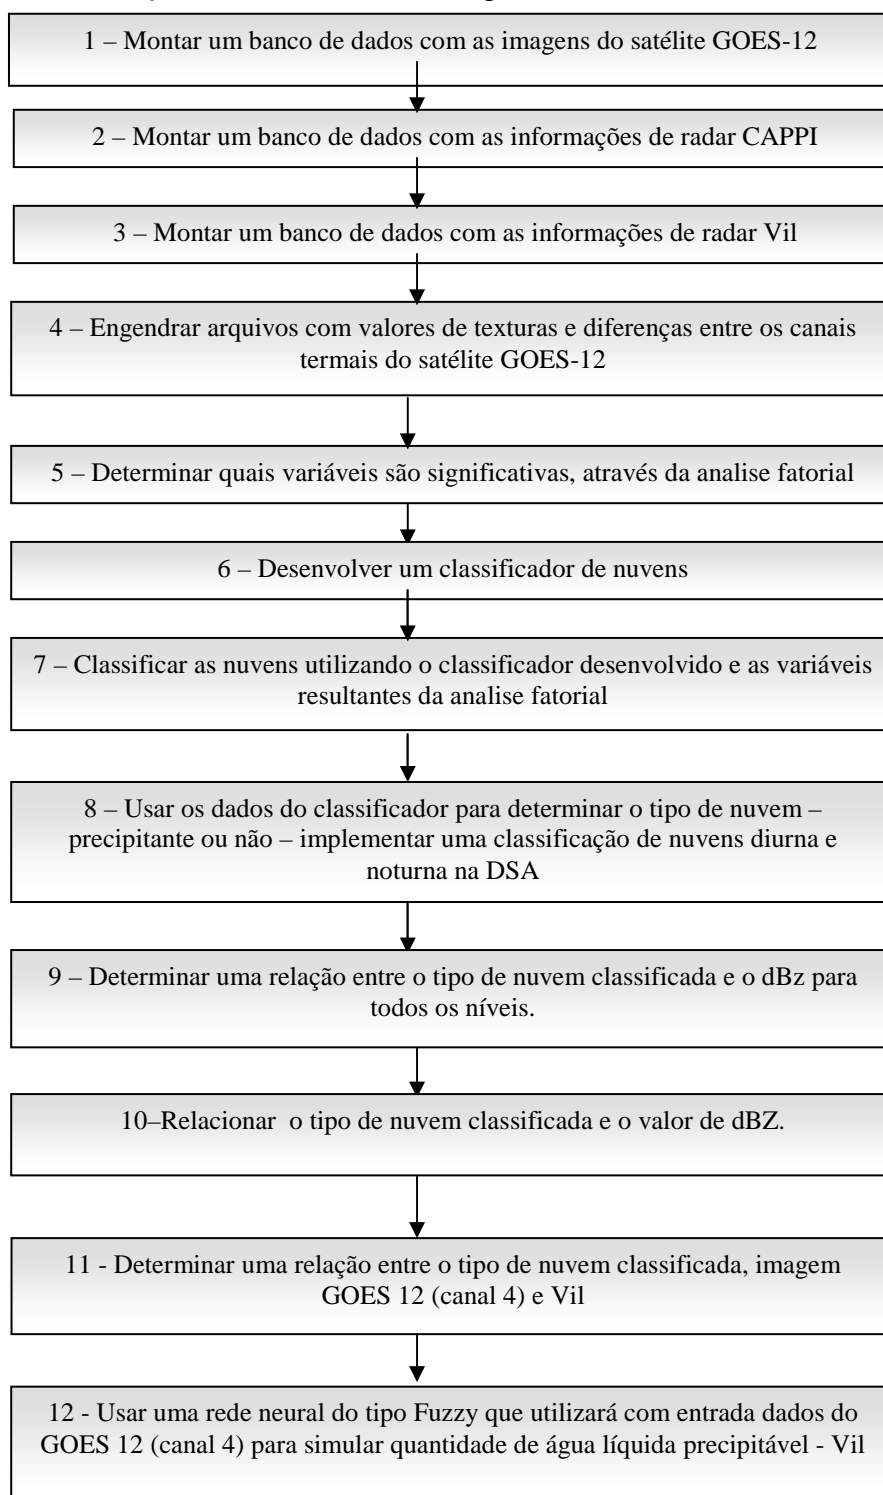 1 – Montar um banco de dados com as imagens do satélite GOES-12
2 – Montar um banco de dados com as informações de radar CAPPI
3 – Montar um banco de dados com as informações de radar Vil
4 – Engendrar arquivos com valores de texturas e diferenças entre os canais
termais do satélite GOES-12
5 – Determinar quais variáveis são significativas, através da analise fatorial
6 – Desenvolver um classificador de nuvens
7 – Classificar as nuvens utilizando o classificador desenvolvido e as variáveis
resultantes da analise fatorial
8 – Usar os dados do classificador para determinar o tipo de nuvem –
precipitante ou não – implementar uma classificação de nuvens diurna e
noturna na DSA
9 – Determinar uma relação entre o tipo de nuvem classificada e o dBz para
todos os níveis.
10–Relacionar o tipo de nuvem classificada e o valor de dBZ.
11 - Determinar uma relação entre o tipo de nuvem classificada, imagem
GOES 12 (canal 4) e Vil
12 - Usar uma rede neural do tipo Fuzzy que utilizará com entrada dados do
GOES 12 (canal 4) para simular quantidade de água líquida precipitável - Vil